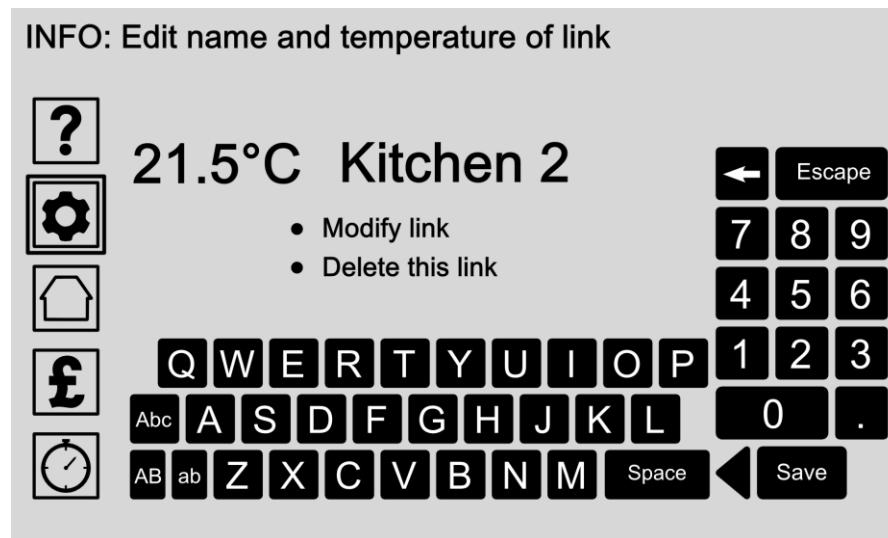 INFO: Edit name and temperature of link
?
21.5°C Kitchen 2
Escape
• Modify link
7 8 9
• Delete this link
4 5 6
£
Q W E R T Y U I O P
1 2 3
Abc A S D F G H J K L
0 .
AB ab Z X C V B N M Space
Save